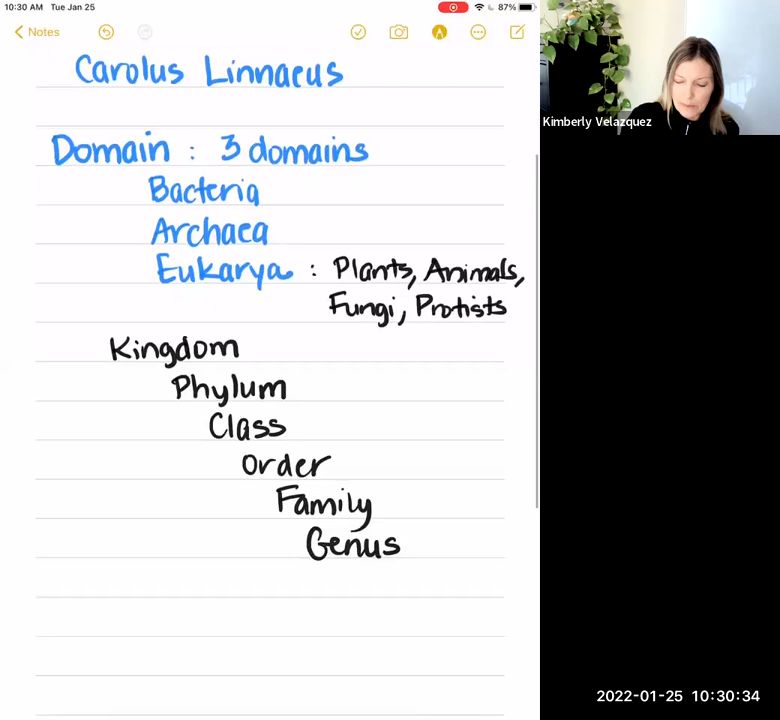 10:30 AM Tue Jan 25
87%
Notes
Carolus Linnaeus
Domain : 3 domains
Bacteria
Archaea
Eukarya : Plants, Animals,
Fungi, Protists
Kingdom
Phylum
Class
Order
Family
Genus
Kimberly Velazquez
2022-01-25 10:30:34